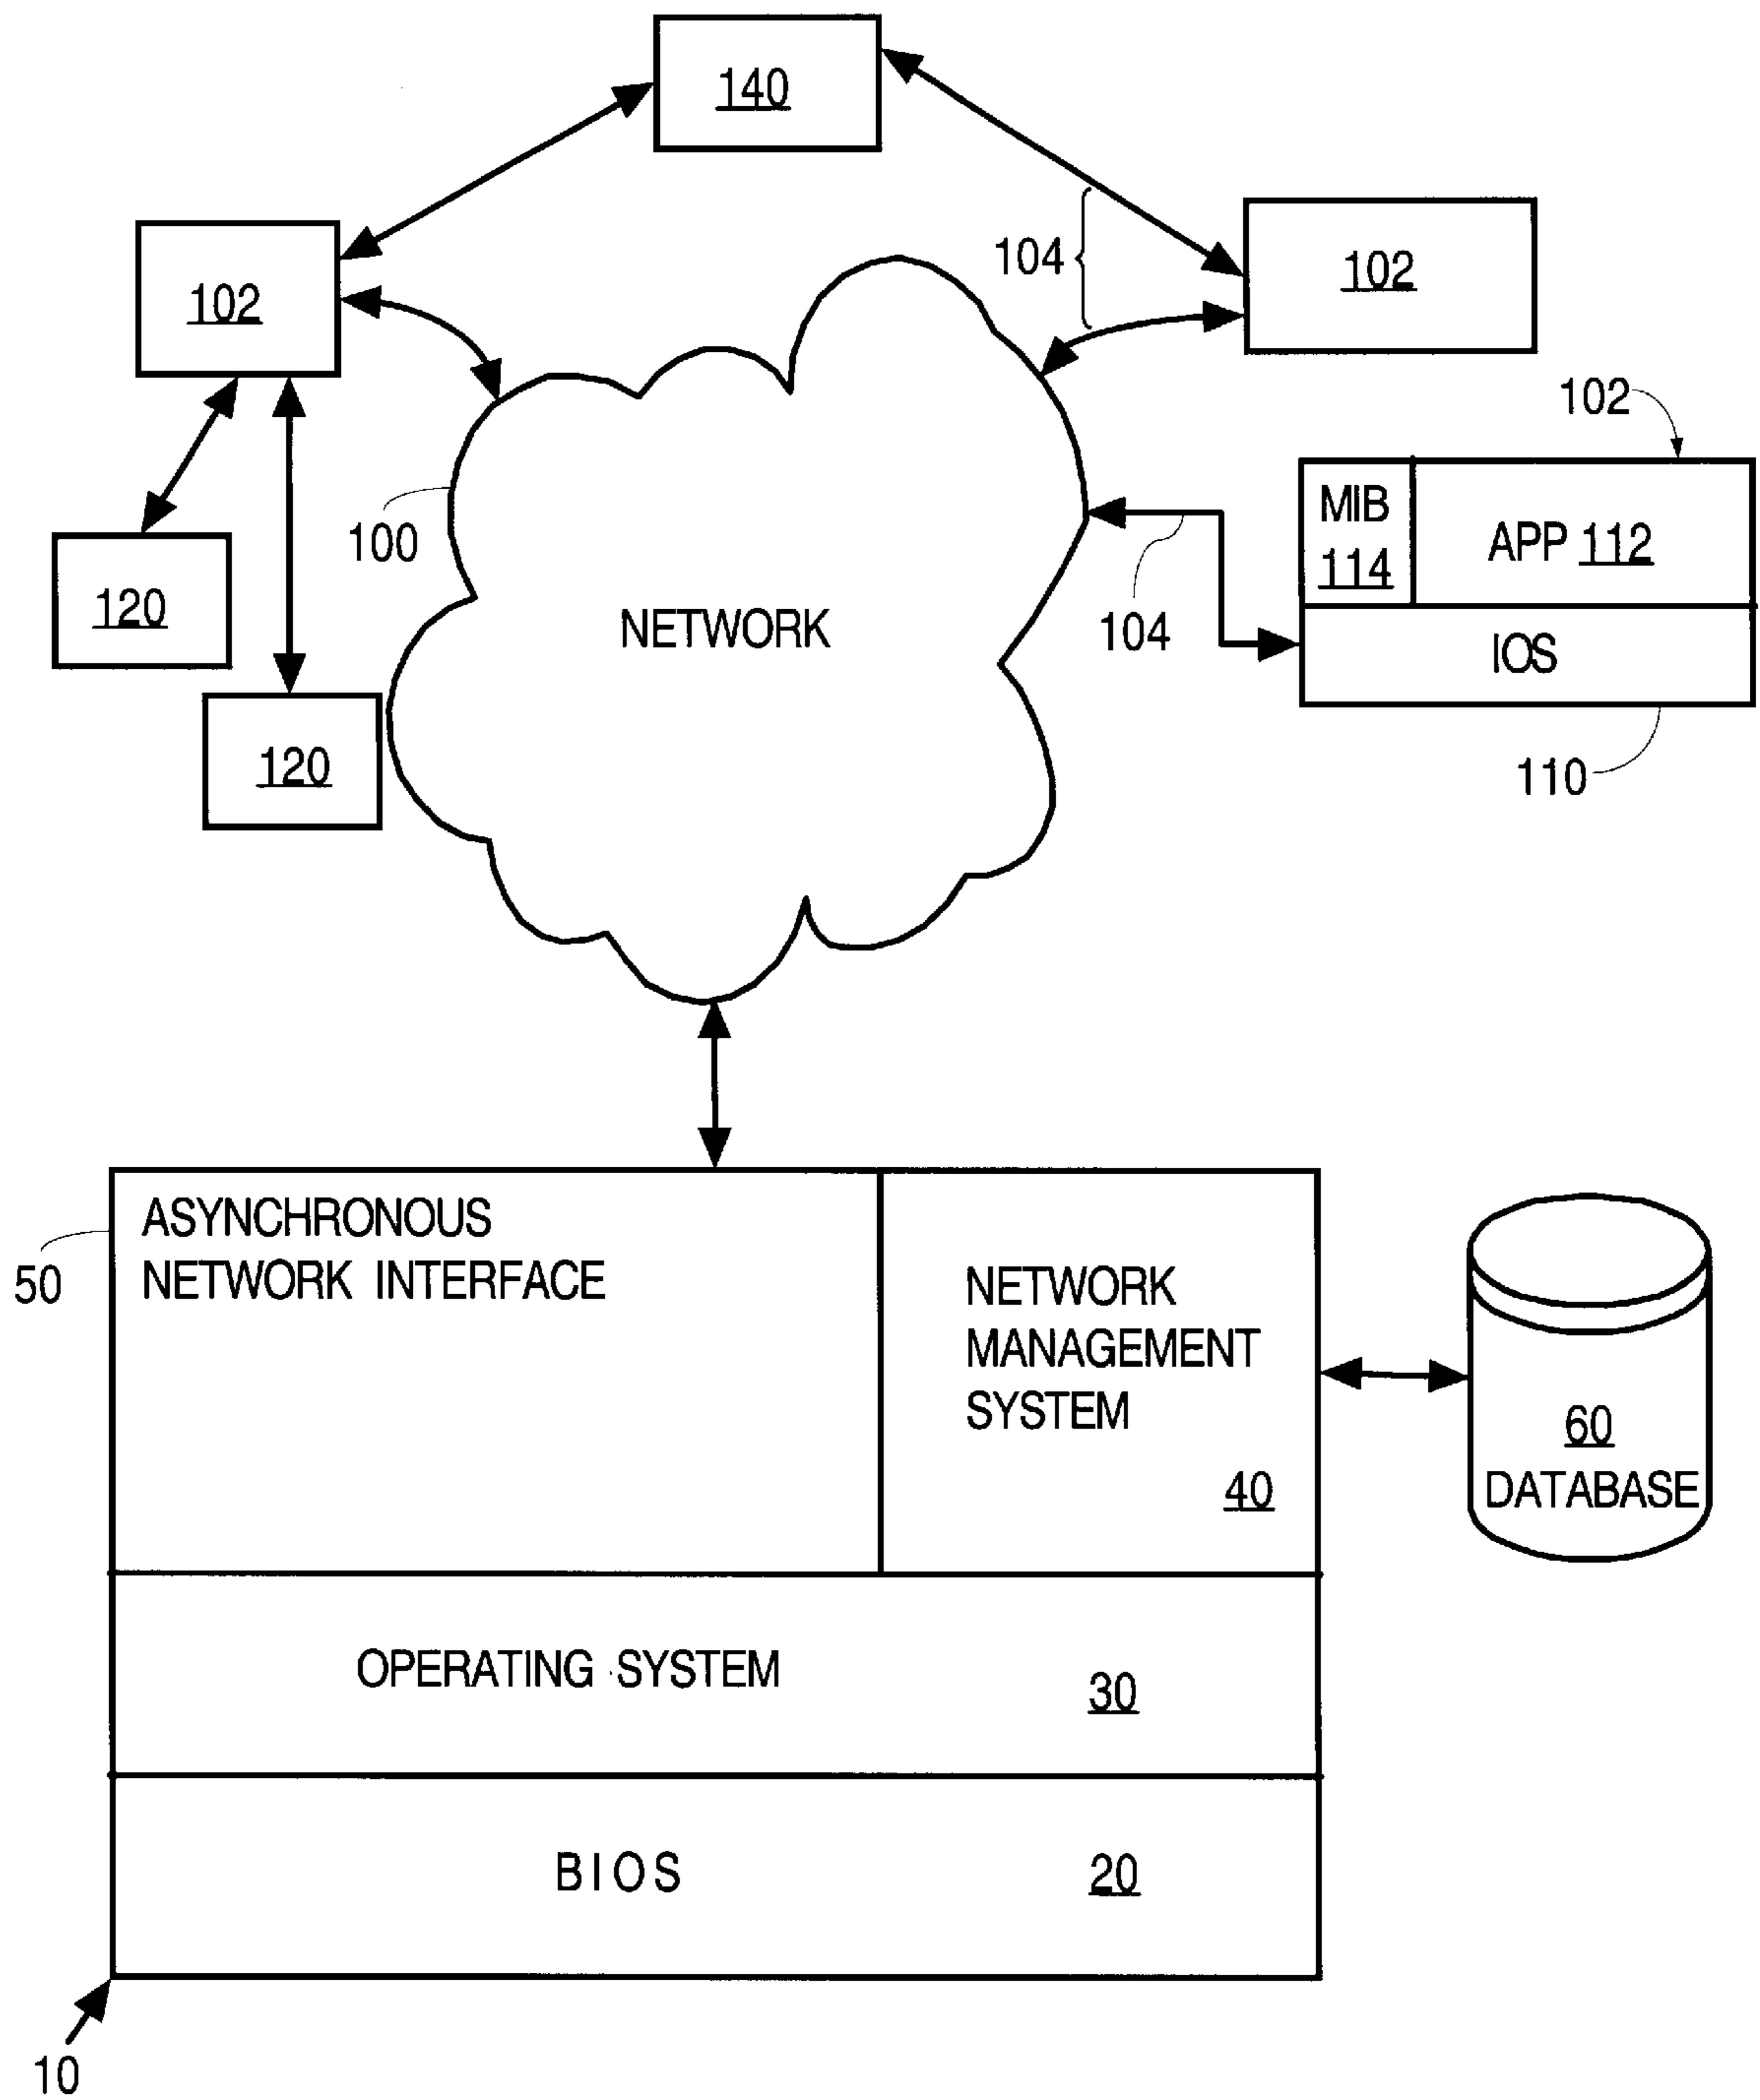 140
102
104
102
102
MIB
114
APP 112
100
120
NETWORK
104
IOS
120
110
ASYNCHRONOUS
NETWORK INTERFACE
50
NETWORK
MANAGEMENT
SYSTEM
40
60
DATABASE
OPERATING SYSTEM 30
BIOS 20
10